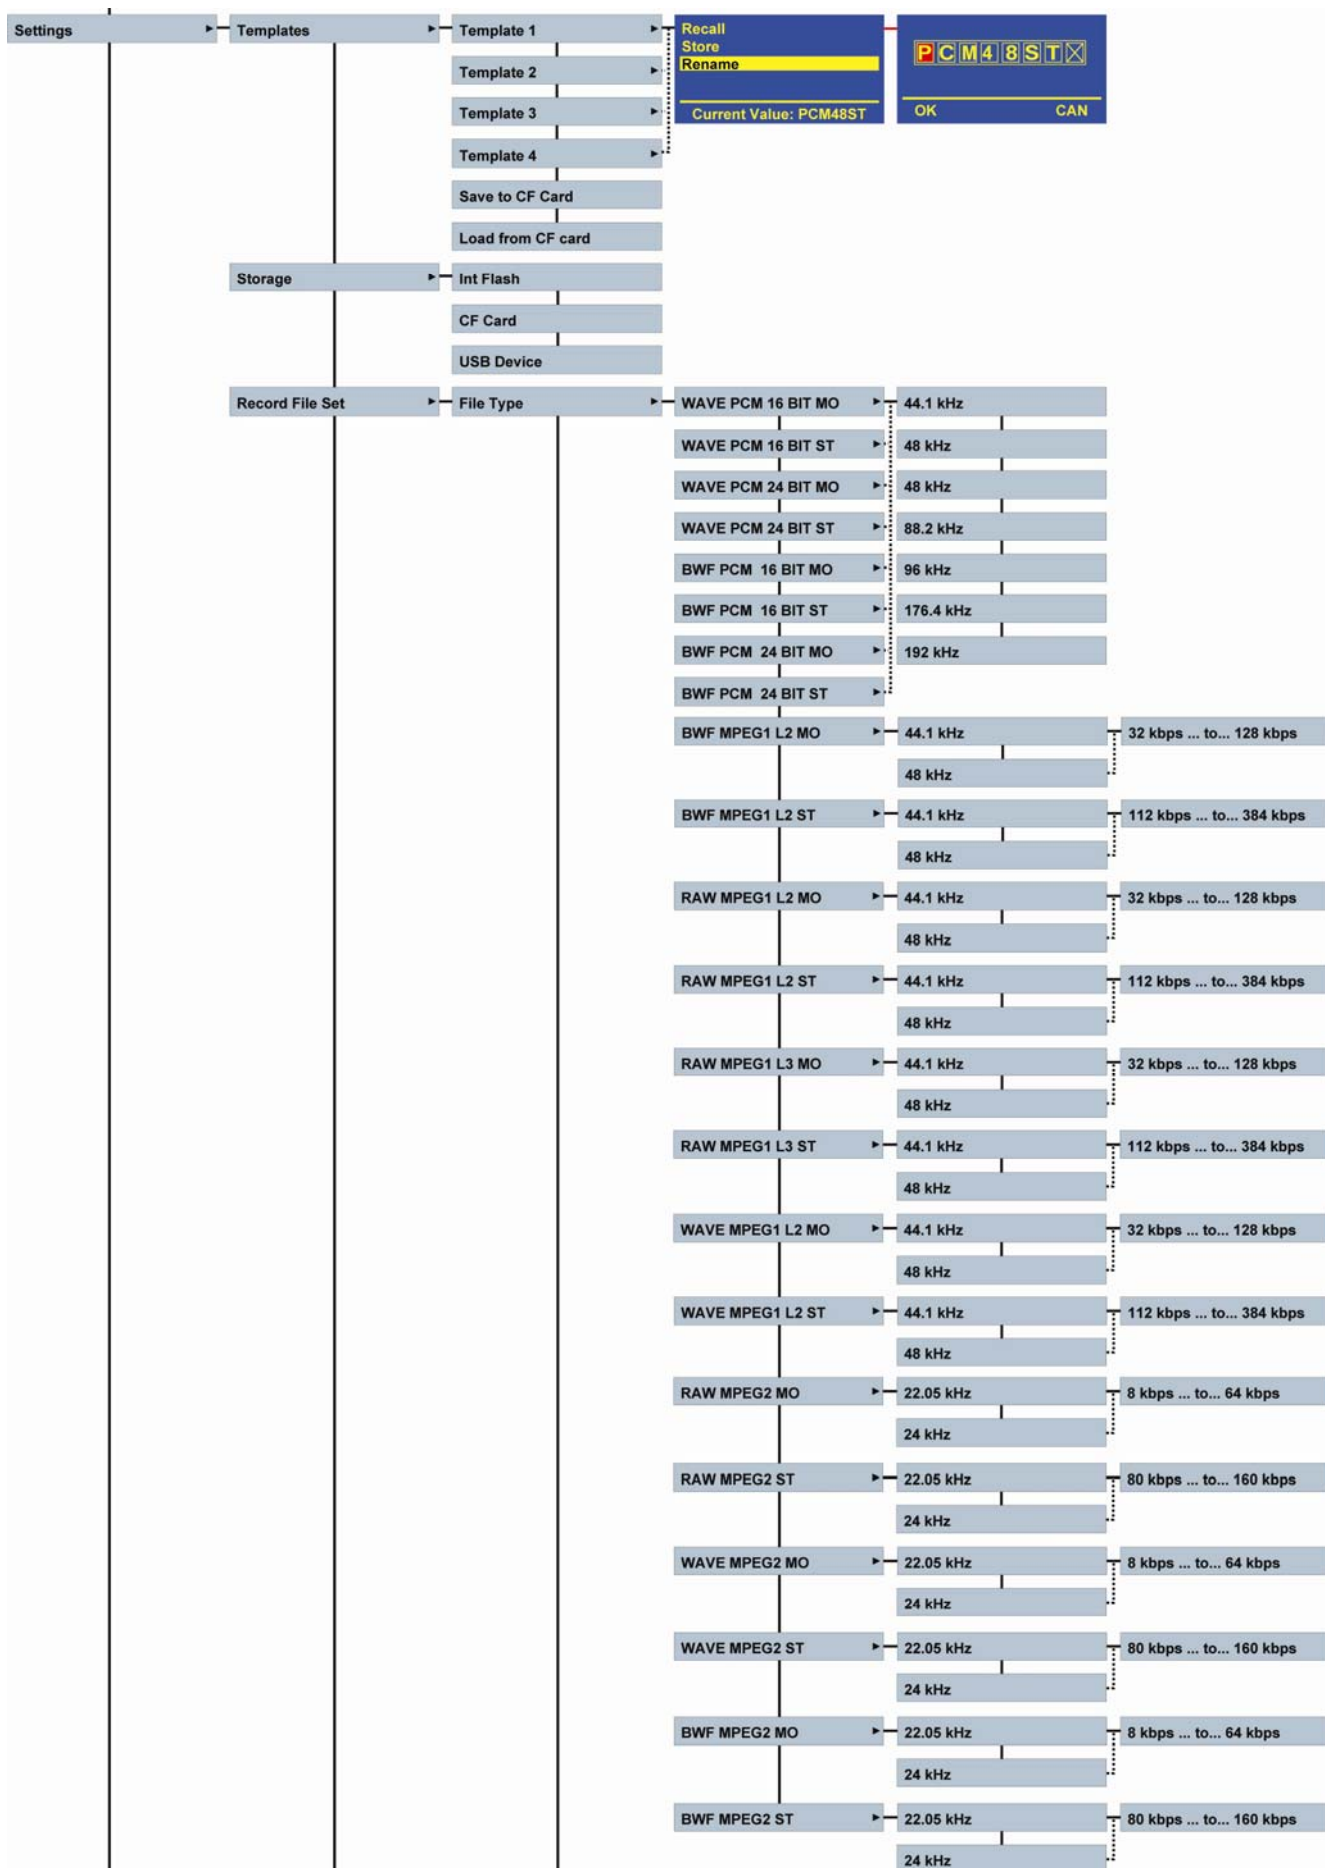 Settings Templates Template 1 Recall
Store
Rename
Current Value: PCM48ST
PCM48ST
OK CAN
Template 2
Template 3
Template 4
Save to CF Card
Load from CF card
Storage Int Flash
CF Card
USB Device
Record File Set File Type WAVE PCM 16 BIT MO 44.1 kHz
WAVE PCM 16 BIT ST 48 kHz
WAVE PCM 24 BIT MO 48 kHz
WAVE PCM 24 BIT ST 88.2 kHz
BWF PCM 16 BIT MO 96 kHz
BWF PCM 16 BIT ST 176.4 kHz
BWF PCM 24 BIT MO 192 kHz
BWF PCM 24 BIT ST
BWF MPEG1 L2 MO 44.1 kHz 32 kbps ... to... 128 kbps
48 kHz
BWF MPEG1 L2 ST 44.1 kHz 112 kbps ... to... 384 kbps
48 kHz
RAW MPEG1 L2 MO 44.1 kHz 32 kbps ... to... 128 kbps
48 kHz
RAW MPEG1 L2 ST 44.1 kHz 112 kbps ... to... 384 kbps
48 kHz
RAW MPEG1 L3 MO 44.1 kHz 32 kbps ... to... 128 kbps
48 kHz
RAW MPEG1 L3 ST 44.1 kHz 112 kbps ... to... 384 kbps
48 kHz
WAVE MPEG1 L2 MO 44.1 kHz 32 kbps ... to... 128 kbps
48 kHz
WAVE MPEG1 L2 ST 44.1 kHz 112 kbps ... to... 384 kbps
48 kHz
RAW MPEG2 MO 22.05 kHz 8 kbps ... to... 64 kbps
24 kHz
RAW MPEG2 ST 22.05 kHz 80 kbps ... to... 160 kbps
24 kHz
WAVE MPEG2 MO 22.05 kHz 8 kbps ... to... 64 kbps
24 kHz
WAVE MPEG2 ST 22.05 kHz 80 kbps ... to... 160 kbps
24 kHz
BWF MPEG2 MO 22.05 kHz 8 kbps ... to... 64 kbps
24 kHz
BWF MPEG2 ST 22.05 kHz 80 kbps ... to... 160 kbps
24 kHz